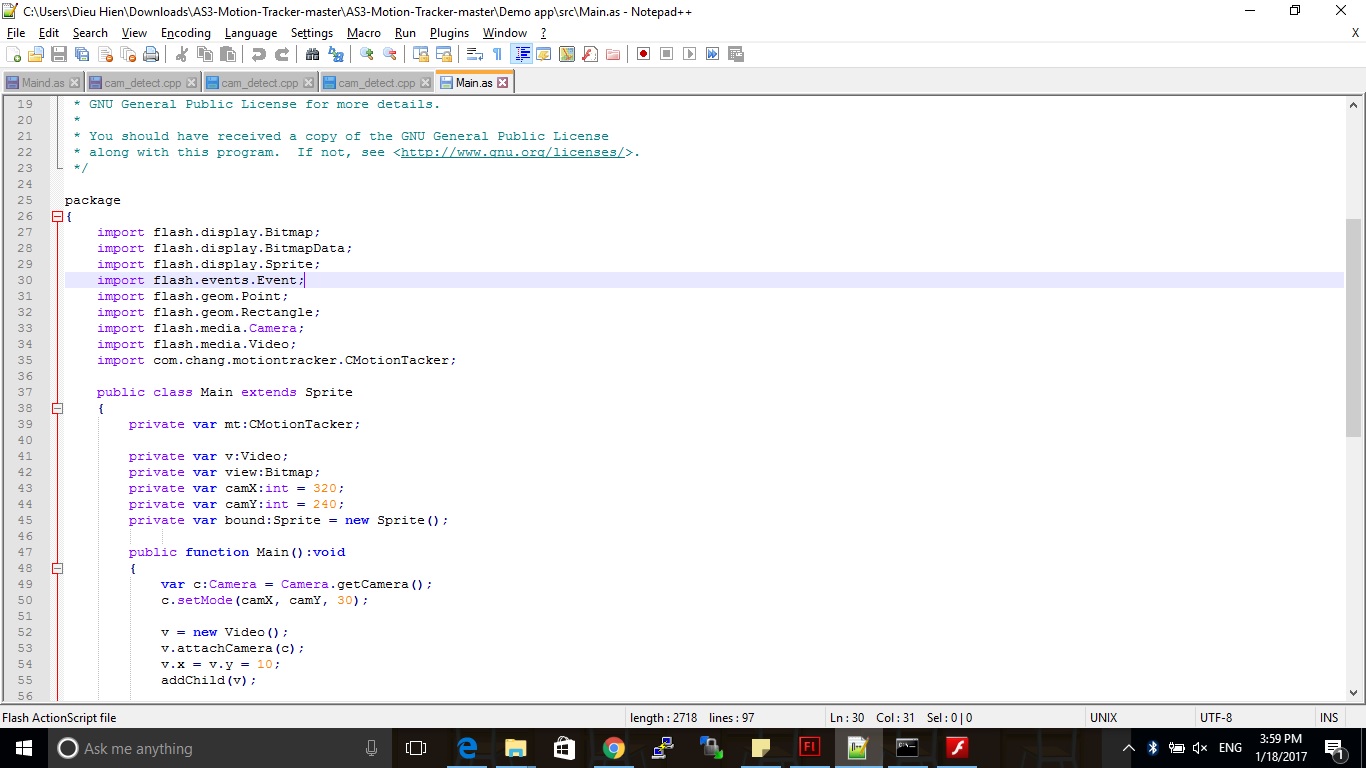 C:\Users\Dieu Hien\Downloads\AS3-Motion-Tracker-master\AS3-Motion-Tracker-master\Demo app\src\Main.as - Notepad++
File Edit Search View Encoding Language Settings Macro Run Plugins Window ? X
Maind.as cam_detect.cpp cam_detect.cpp cam_detect.cpp Main.as
19 * GNU General Public License for more details.
20 *
21 * You should have received a copy of the GNU General Public License
22 * along with this program.  If not, see <http://www.gnu.org/licenses/>.
23 */
24
25 package
26 {
27 import flash.display.Bitmap;
28 import flash.display.BitmapData;
29 import flash.display.Sprite;
30 import flash.events.Event;
31 import flash.geom.Point;
32 import flash.geom.Rectangle;
33 import flash.media.Camera;
34 import flash.media.Video;
35 import com.chang.motiontracker.CMotionTacker;
36
37 public class Main extends Sprite
38 {
39 private var mt:CMotionTacker;
40
41 private var v:Video;
42 private var view:Bitmap;
43 private var camX:int = 320;
44 private var camY:int = 240;
45 private var bound:Sprite = new Sprite();
46
47 public function Main():void
48 {
49 var c:Camera = Camera.getCamera();
50 c.setMode(camX, camY, 30);
51
52 v = new Video();
53 v.attachCamera(c);
54 v.x = v.y = 10;
55 addChild(v);
56
Flash ActionScript file length : 2718 lines : 97 Ln : 30 Col : 31 Sel : 0 | 0 UNIX UTF-8 INS
Ask me anything Fl ENG 3:59 PM
1/18/2017 1